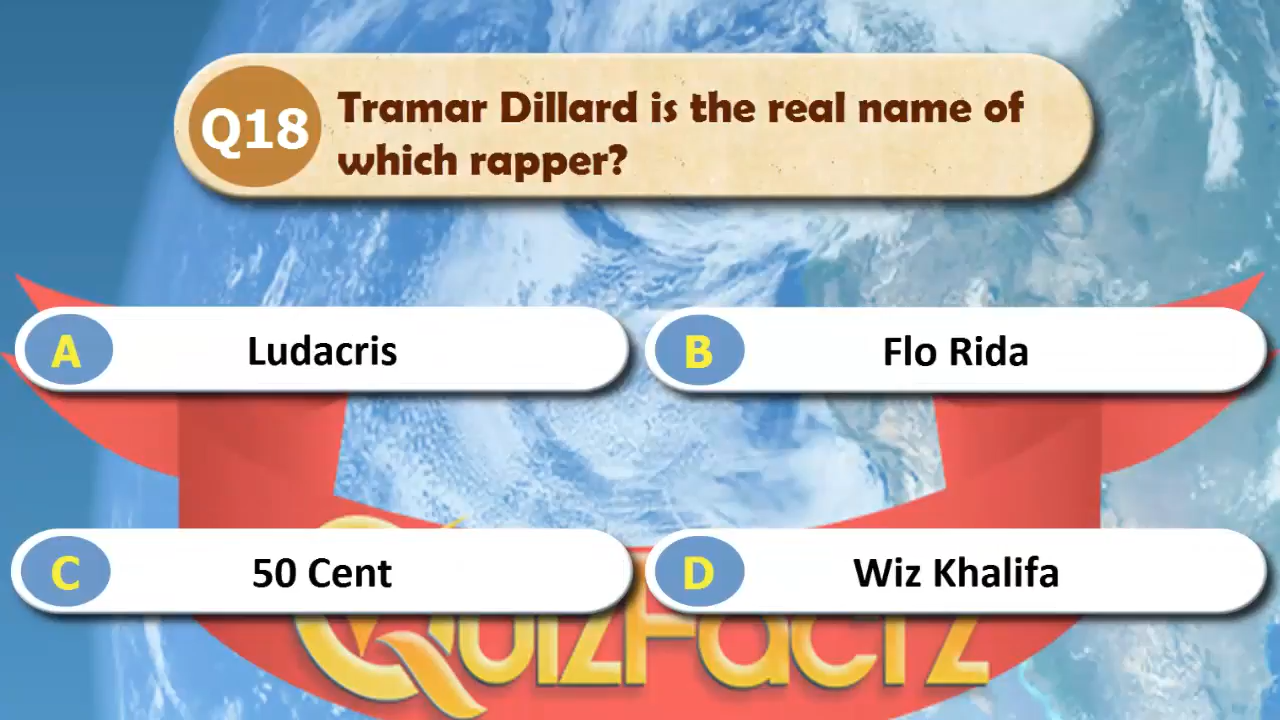 Q18
Tramar Dillard is the real name of
which rapper?
A
Ludacris
B
Flo Rida
C
50 Cent
D
Wiz Khalifa
QuizFactz